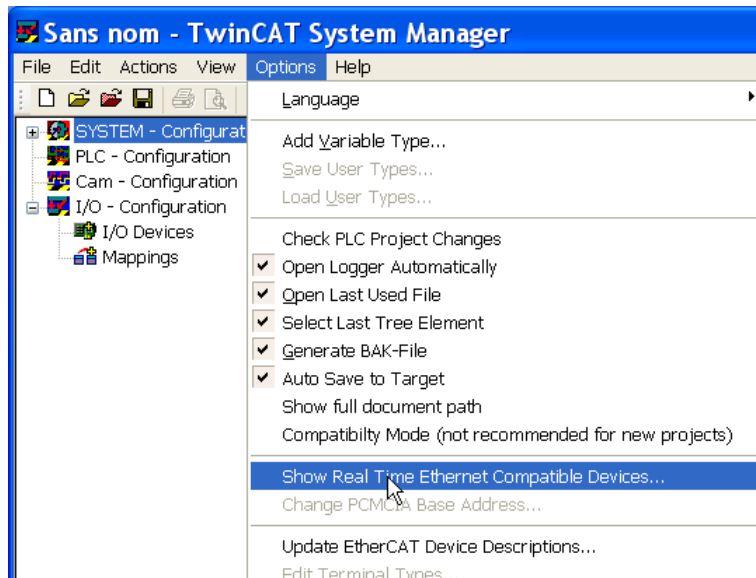 Sans nom - TwinCAT System Manager
File Edit Actions View Options Help
SYSTEM - Configurat
PLC - Configuration
Cam - Configuration
I/O - Configuration
I/O Devices
Mappings
Language
Add Variable Type...
Save User Types...
Load User Types...
Check PLC Project Changes
Open Logger Automatically
Open Last Used File
Select Last Tree Element
Generate BAK-File
Auto Save to Target
Show full document path
Compatibilty Mode (not recommended for new projects)
Show Real Time Ethernet Compatible Devices...
Change PCMCIA Base Address...
Update EtherCAT Device Descriptions...
Edit Terminal Types...